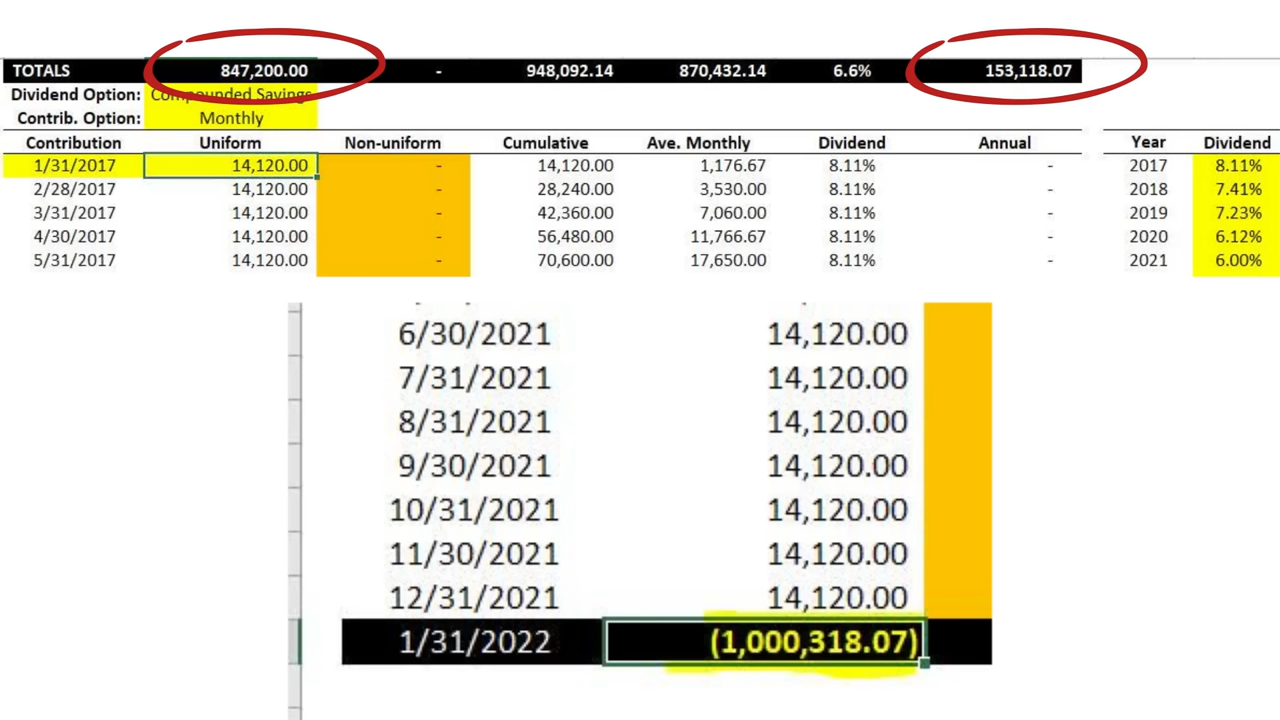 TOTALS 847,200.00 - 948,092.14 870,432.14 6.6% 153,118.07
Dividend Option: Compounded Savings
Contrib. Option: Monthly
Contribution Uniform Non-uniform Cumulative Ave. Monthly Dividend Annual Year Dividend
1/31/2017 14,120.00 - 14,120.00 1,176.67 8.11% - 2017 8.11%
2/28/2017 14,120.00 - 28,240.00 3,530.00 8.11% - 2018 7.41%
3/31/2017 14,120.00 - 42,360.00 7,060.00 8.11% - 2019 7.23%
4/30/2017 14,120.00 - 56,480.00 11,766.67 8.11% - 2020 6.12%
5/31/2017 14,120.00 - 70,600.00 17,650.00 8.11% - 2021 6.00%
6/30/2021 14,120.00
7/31/2021 14,120.00
8/31/2021 14,120.00
9/30/2021 14,120.00
10/31/2021 14,120.00
11/30/2021 14,120.00
12/31/2021 14,120.00
1/31/2022 (1,000,318.07)